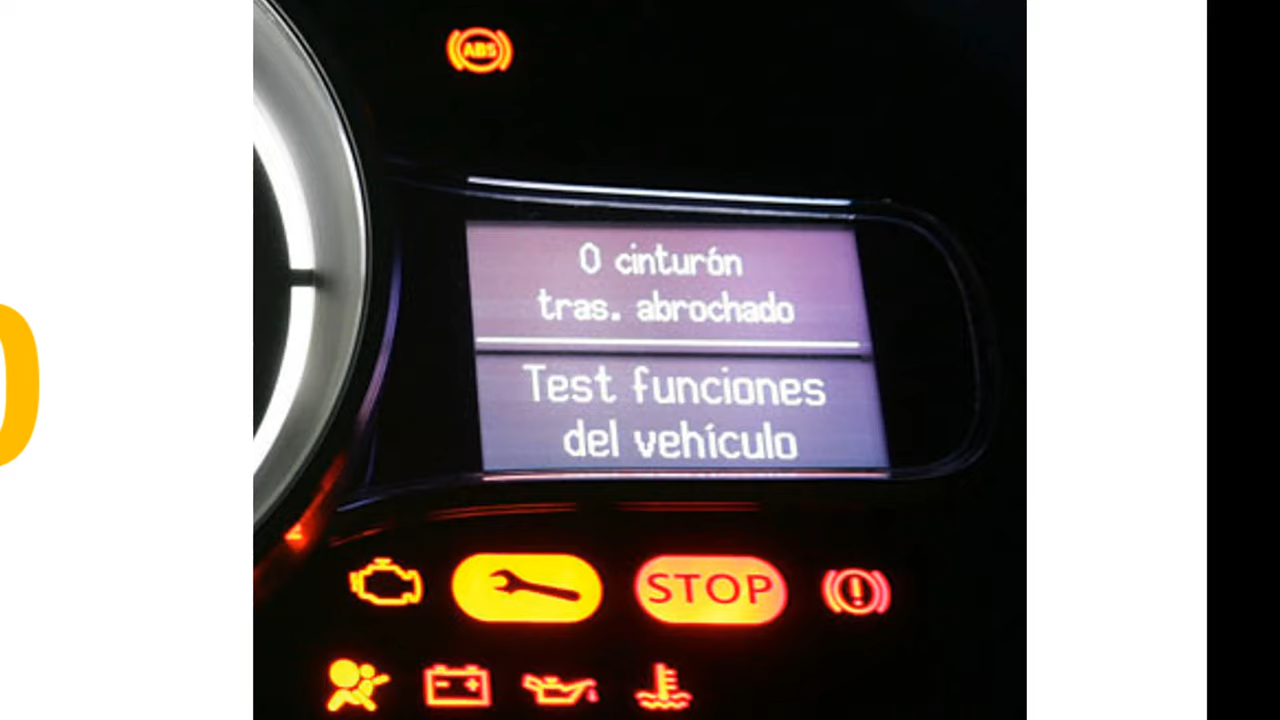 ABS
0 cinturón
tras. abrochado
Test funciones
del vehículo
STOP